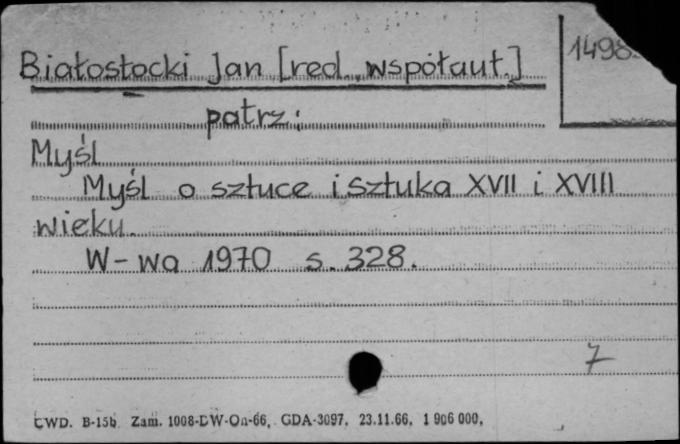 Białostocki Jan [red., współaut.]
patrz:
Myśl
Myśl o sztuce i sztuka XVII i XVIII
wieku.
W-wa 1970 s. 328.
7
CWD. B-15b Zam. 1008-DW-On-66, GDA-3097, 23.11.66, 1 906 000,